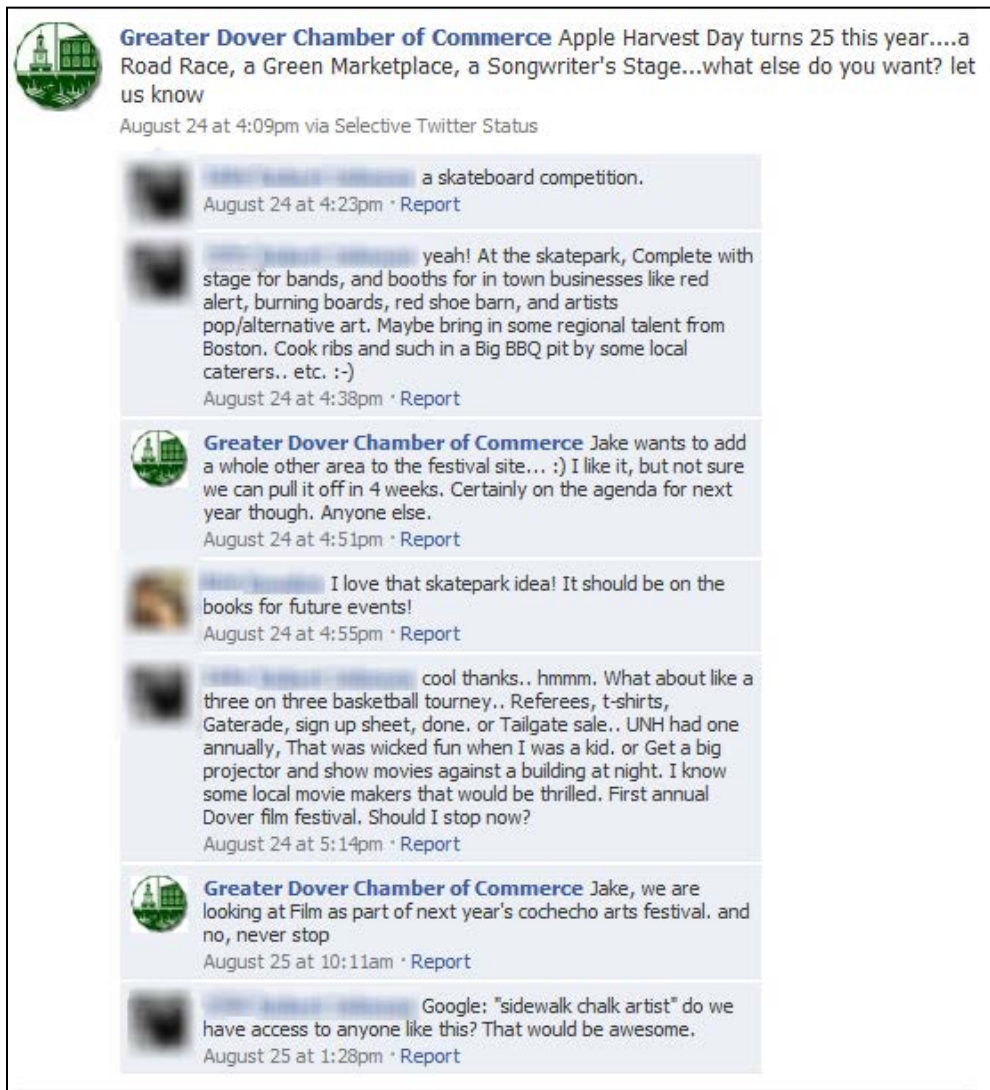 Greater Dover Chamber of Commerce Apple Harvest Day turns 25 this year....a
Road Race, a Green Marketplace, a Songwriter's Stage...what else do you want? let
us know
August 24 at 4:09pm via Selective Twitter Status
a skateboard competition.
August 24 at 4:23pm · Report
yeah! At the skatepark, Complete with
stage for bands, and booths for in town businesses like red
alert, burning boards, red shoe barn, and artists
pop/alternative art. Maybe bring in some regional talent from
Boston. Cook ribs and such in a Big BBQ pit by some local
caterers.. etc. :-)
August 24 at 4:38pm · Report
Greater Dover Chamber of Commerce Jake wants to add
a whole other area to the festival site... :) I like it, but not sure
we can pull it off in 4 weeks. Certainly on the agenda for next
year though. Anyone else.
August 24 at 4:51pm · Report
I love that skatepark idea! It should be on the
books for future events!
August 24 at 4:55pm · Report
cool thanks.. hmmm. What about like a
three on three basketball tourney.. Referees, t-shirts,
Gaterade, sign up sheet, done. or Tailgate sale.. UNH had one
annually, That was wicked fun when I was a kid. or Get a big
projector and show movies against a building at night. I know
some local movie makers that would be thrilled. First annual
Dover film festival. Should I stop now?
August 24 at 5:14pm · Report
Greater Dover Chamber of Commerce Jake, we are
looking at Film as part of next year's cochecho arts festival. and
no, never stop
August 25 at 10:11am · Report
Google: "sidewalk chalk artist" do we
have access to anyone like this? That would be awesome.
August 25 at 1:28pm · Report